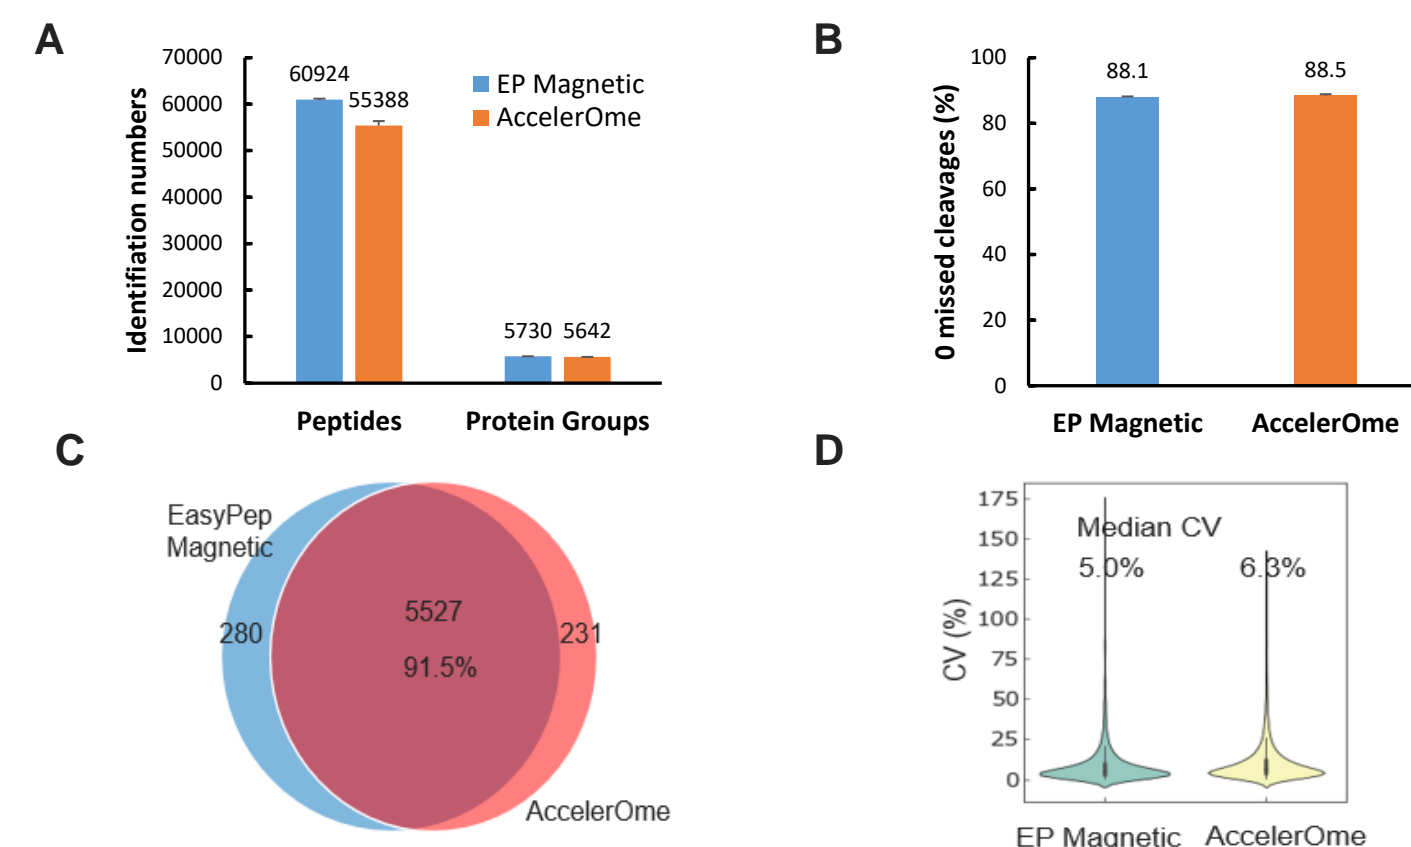 A
70000
60000
50000
40000
30000
20000
10000
0
Identifiation numbers
60924
55388
5730
5642
EP Magnetic
AccelerOme
Peptides
Protein Groups
B
100
80
60
40
20
0
0 missed cleavages (%)
88.1
88.5
EP Magnetic
AccelerOme
C
EasyPep
Magnetic
280
5527
91.5%
231
AccelerOme
D
175
150
125
100
75
50
25
0
CV (%)
Median CV
5.0%
6.3%
EP Magnetic
AccelerOme